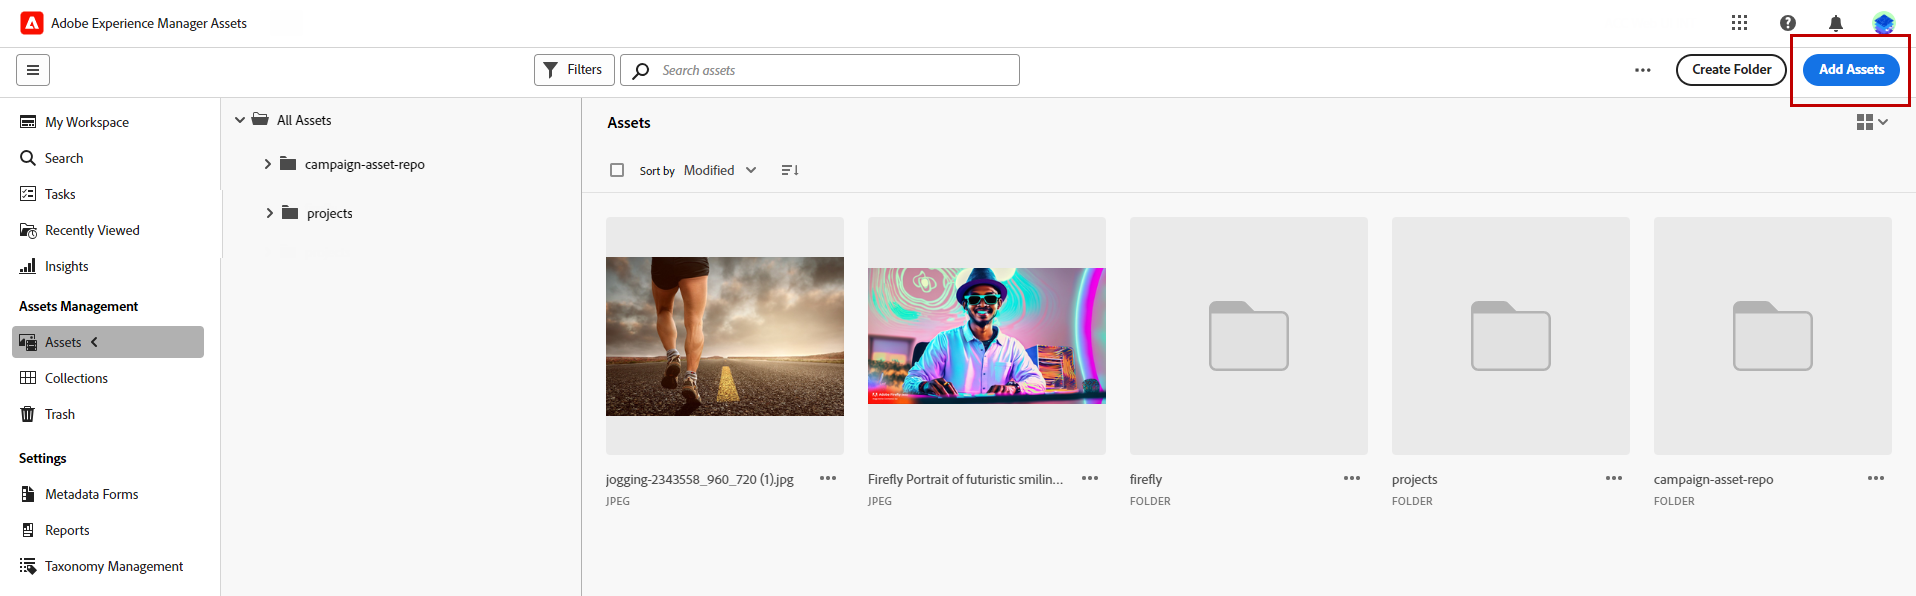 Adobe Experience Manager Assets
Filters
Search assets
Create Folder
Add Assets
My Workspace
Search
Tasks
Recently Viewed
Insights
Assets Management
Assets
Collections
Trash
Settings
Metadata Forms
Reports
Taxonomy Management
All Assets
campaign-asset-repo
projects
Assets
Sort by Modified
jogging-2343558_960_720 (1).jpg
JPEG
Firefly Portrait of futuristic smilin...
JPEG
firefly
FOLDER
projects
FOLDER
campaign-asset-repo
FOLDER